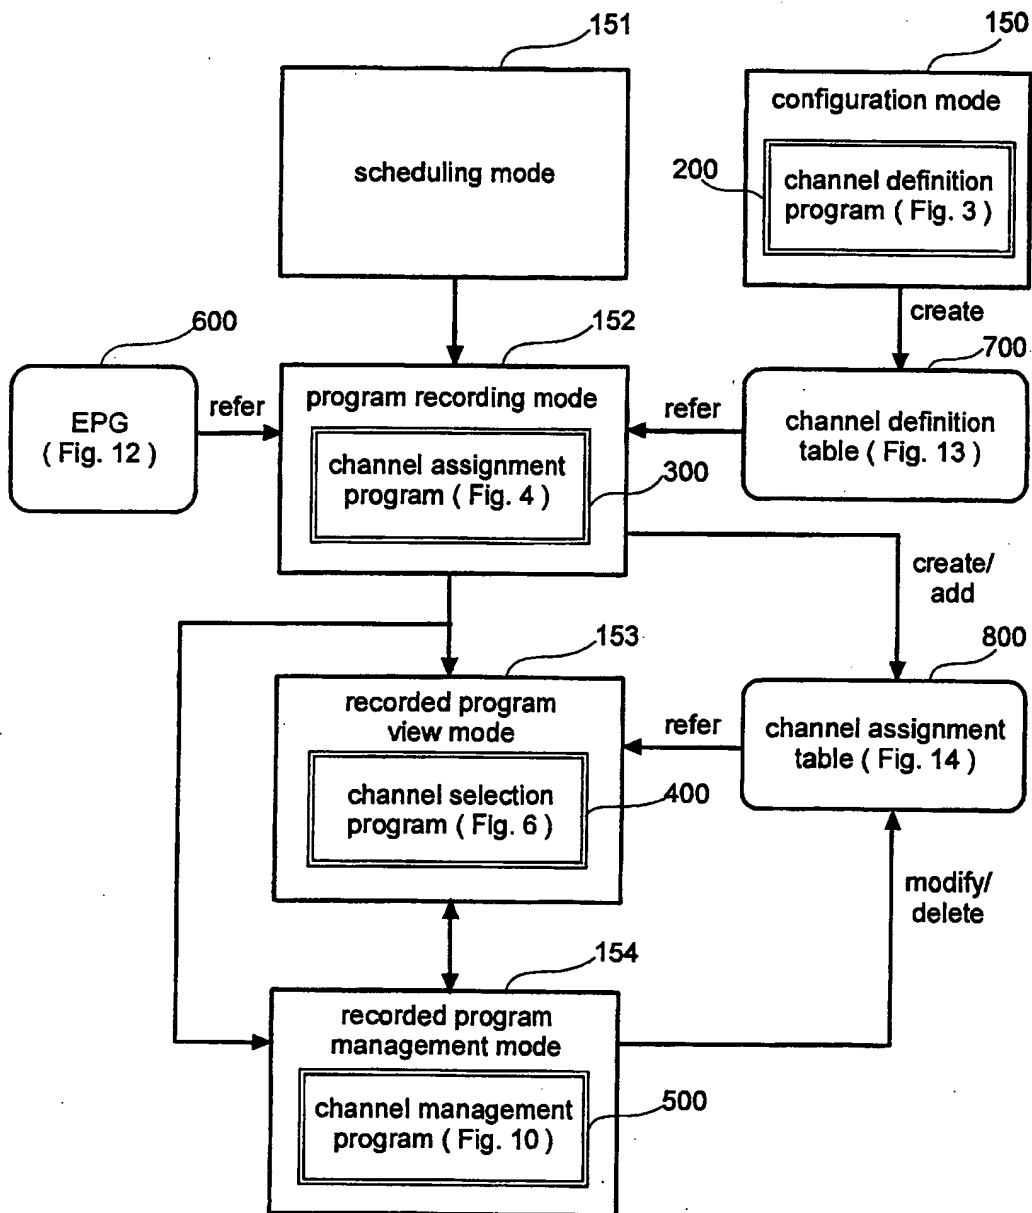 151
150
scheduling mode
configuration mode
200
channel definition
program ( Fig. 3 )
create
600
152
700
EPG
( Fig. 12 )
refer
program recording mode
channel assignment
program ( Fig. 4 )
300
refer
channel definition
table ( Fig. 13 )
create/
add
153
800
recorded program
view mode
channel selection
program ( Fig. 6 )
400
refer
channel assignment
table ( Fig. 14 )
modify/
delete
154
recorded program
management mode
channel management
program ( Fig. 10 )
500